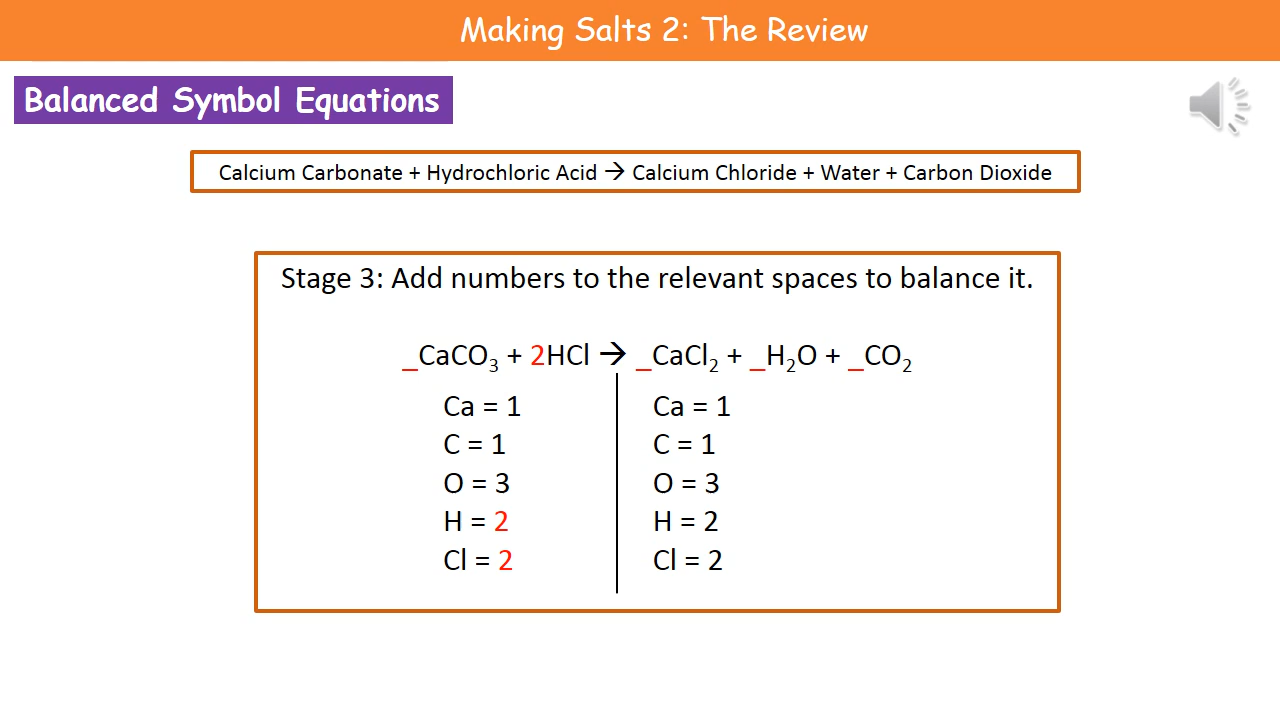 Making Salts 2: The Review
Balanced Symbol Equations
Calcium Carbonate + Hydrochloric Acid → Calcium Chloride + Water + Carbon Dioxide
Stage 3: Add numbers to the relevant spaces to balance it.
_CaCO₃ + 2HCl → _CaCl₂ + _H₂O + _CO₂
Ca = 1 Ca = 1
C = 1 C = 1
O = 3 O = 3
H = 2 H = 2
Cl = 2 Cl = 2